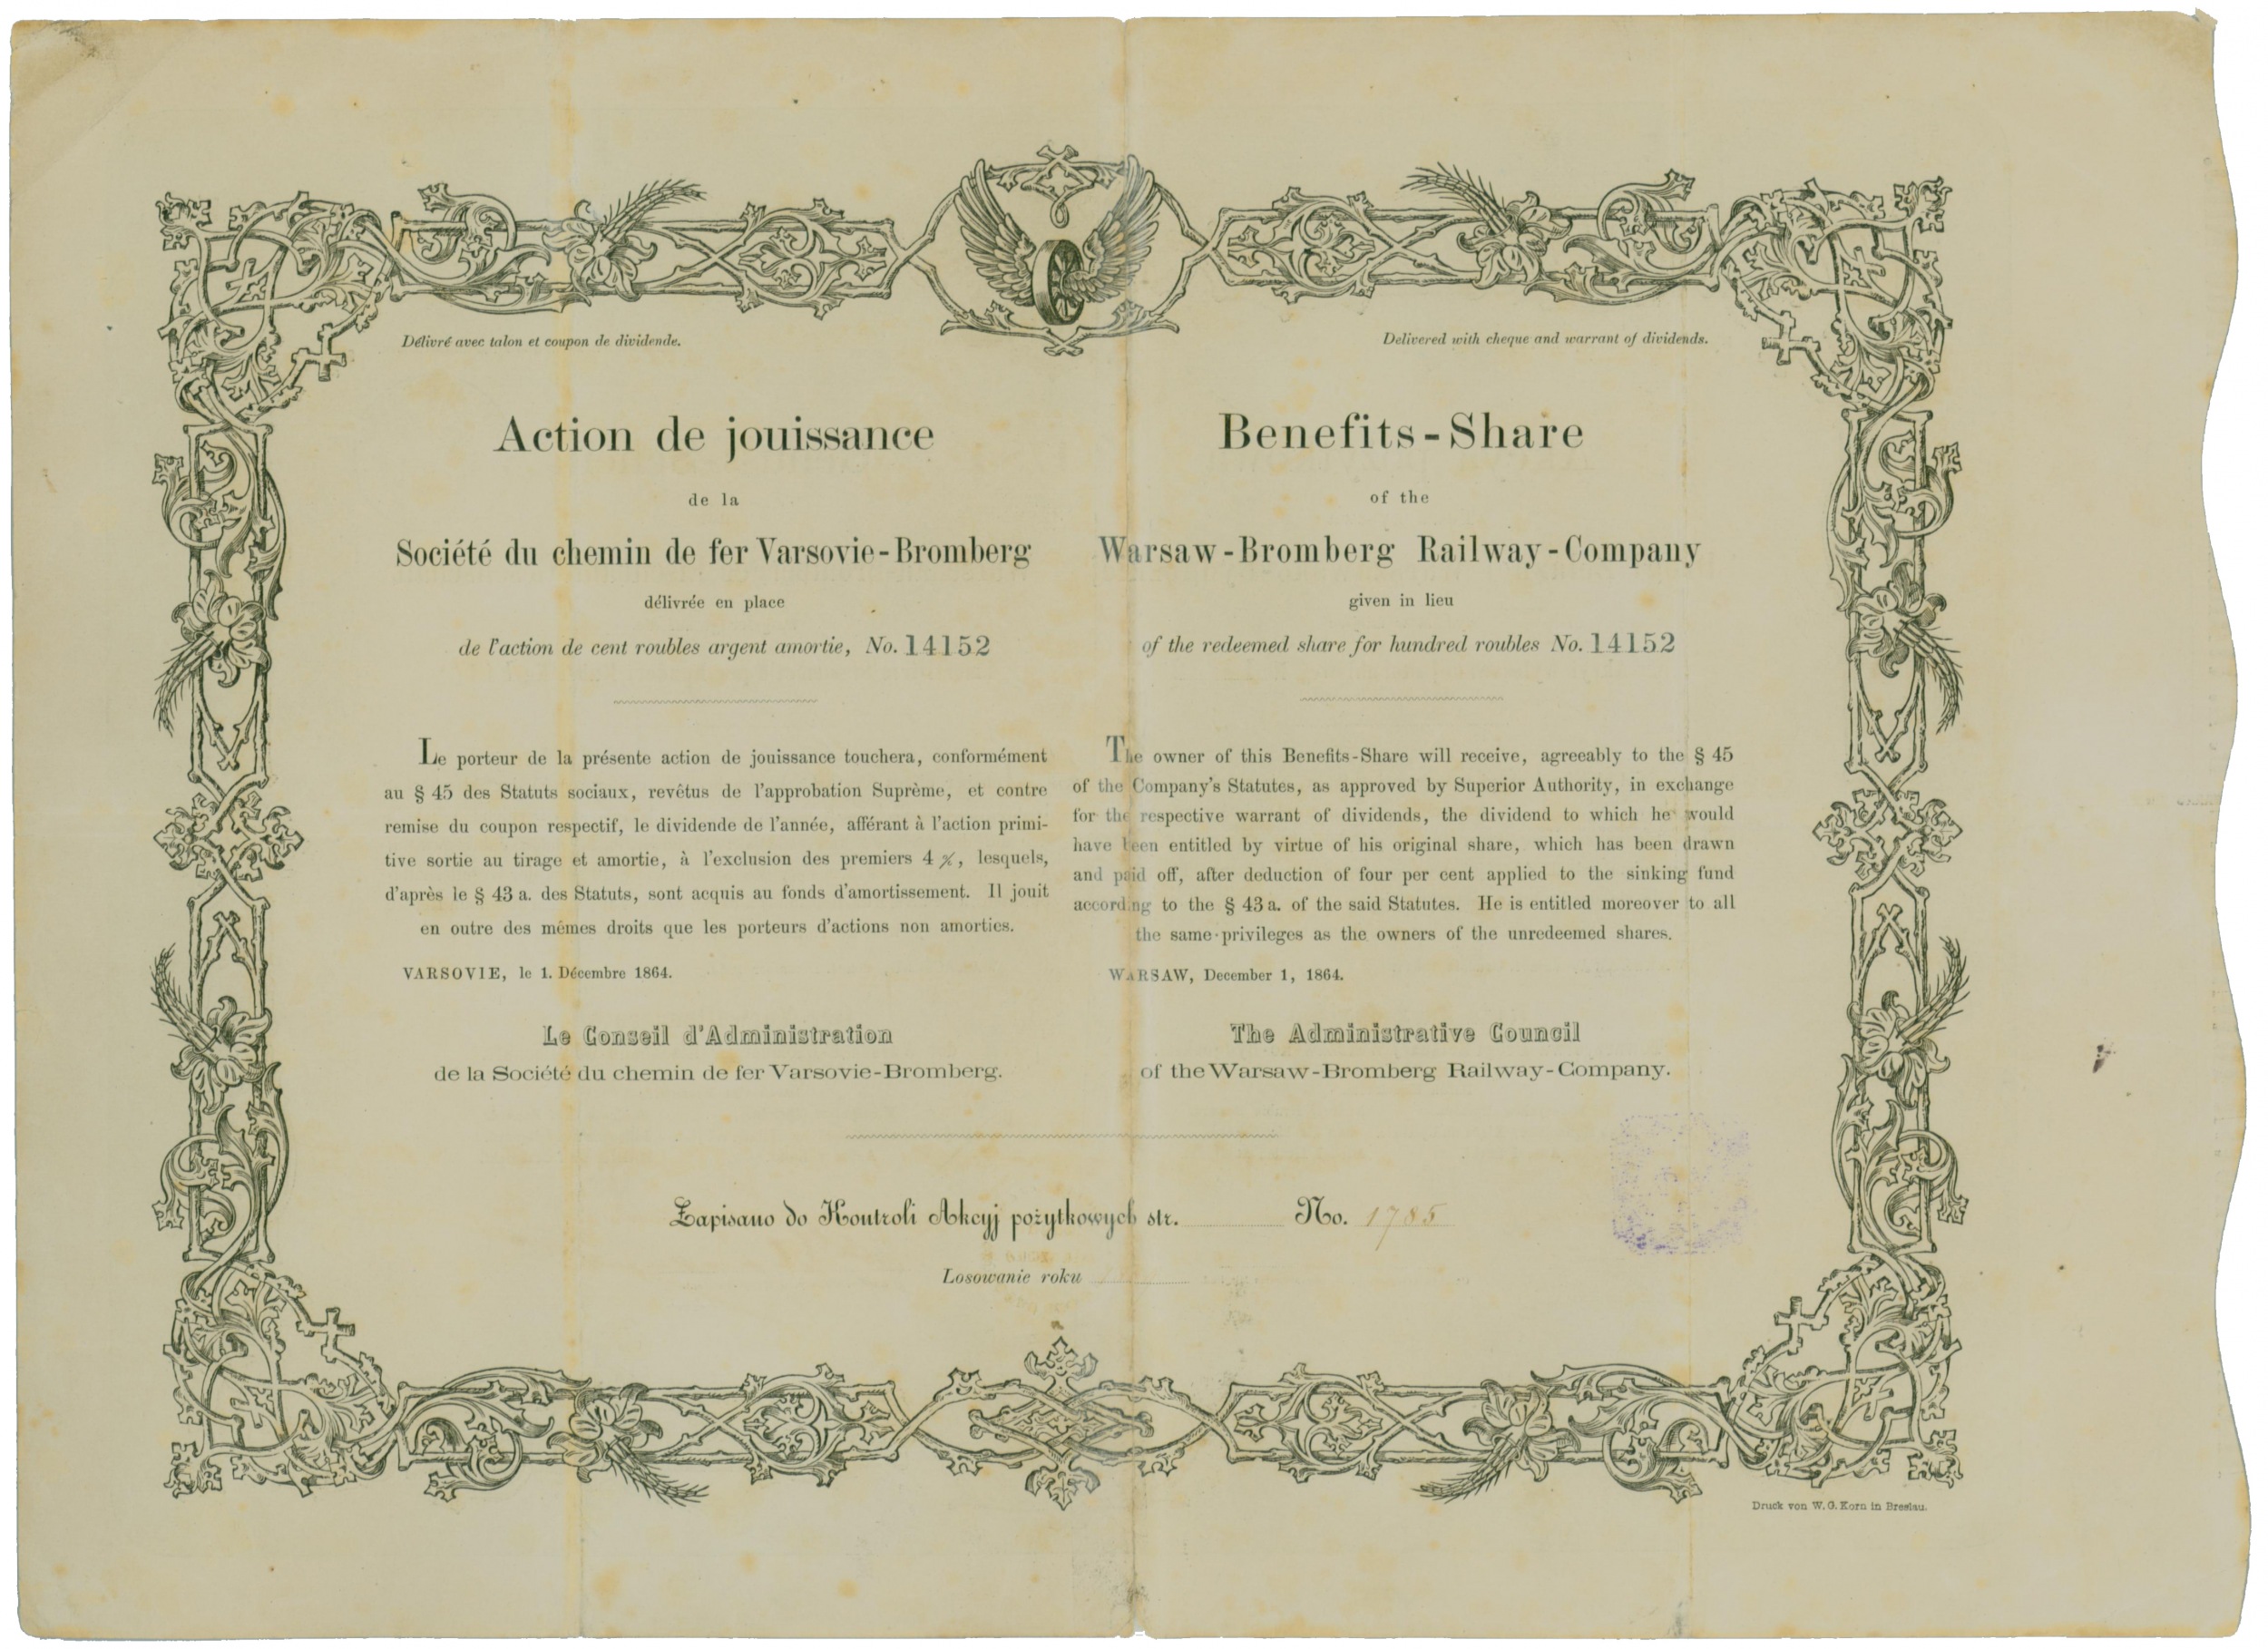 Délivré avec talon et coupon de dividende.
Action de jouissance
de la
Société du chemin de fer Varsovie-Bromberg
délivrée en place
de l'action de cent roubles argent amortie, No. 14152
Le porteur de la présente action de jouissance touchera, conformément
au § 45 des Statuts sociaux, revêtus de l'approbation Suprème, et contre
remise du coupon respectif, le dividende de l'année, afférant à l'action primi-
tive sortie au tirage et amortie, à l'exclusion des premiers 4 %, lesquels,
d'après le § 43 a. des Statuts, sont acquis au fonds d'amortissement. Il jouit
en outre des mêmes droits que les porteurs d'actions non amorties.
VARSOVIE, le 1. Décembre 1864.
Le Conseil d'Administration
de la Société du chemin de fer Varsovie-Bromberg.
Delivered with cheque and warrant of dividends.
Benefits-Share
of the
Warsaw-Bromberg Railway-Company
given in lieu
of the redeemed share for hundred roubles No. 14152
The owner of this Benefits-Share will receive, agreeably to the § 45
of the Company's Statutes, as approved by Superior Authority, in exchange
for the respective warrant of dividends, the dividend to which he would
have been entitled by virtue of his original share, which has been drawn
and paid off, after deduction of four per cent applied to the sinking fund
according to the § 43 a. of the said Statutes. He is entitled moreover to all
the same privileges as the owners of the unredeemed shares.
WARSAW, December 1, 1864.
The Administrative Council
of the Warsaw-Bromberg Railway-Company.
Zapisano do Kontroli Akcyj pożytkowych str. No. 1785
Losowanie roku
Druck von W. G. Korn in Breslau.